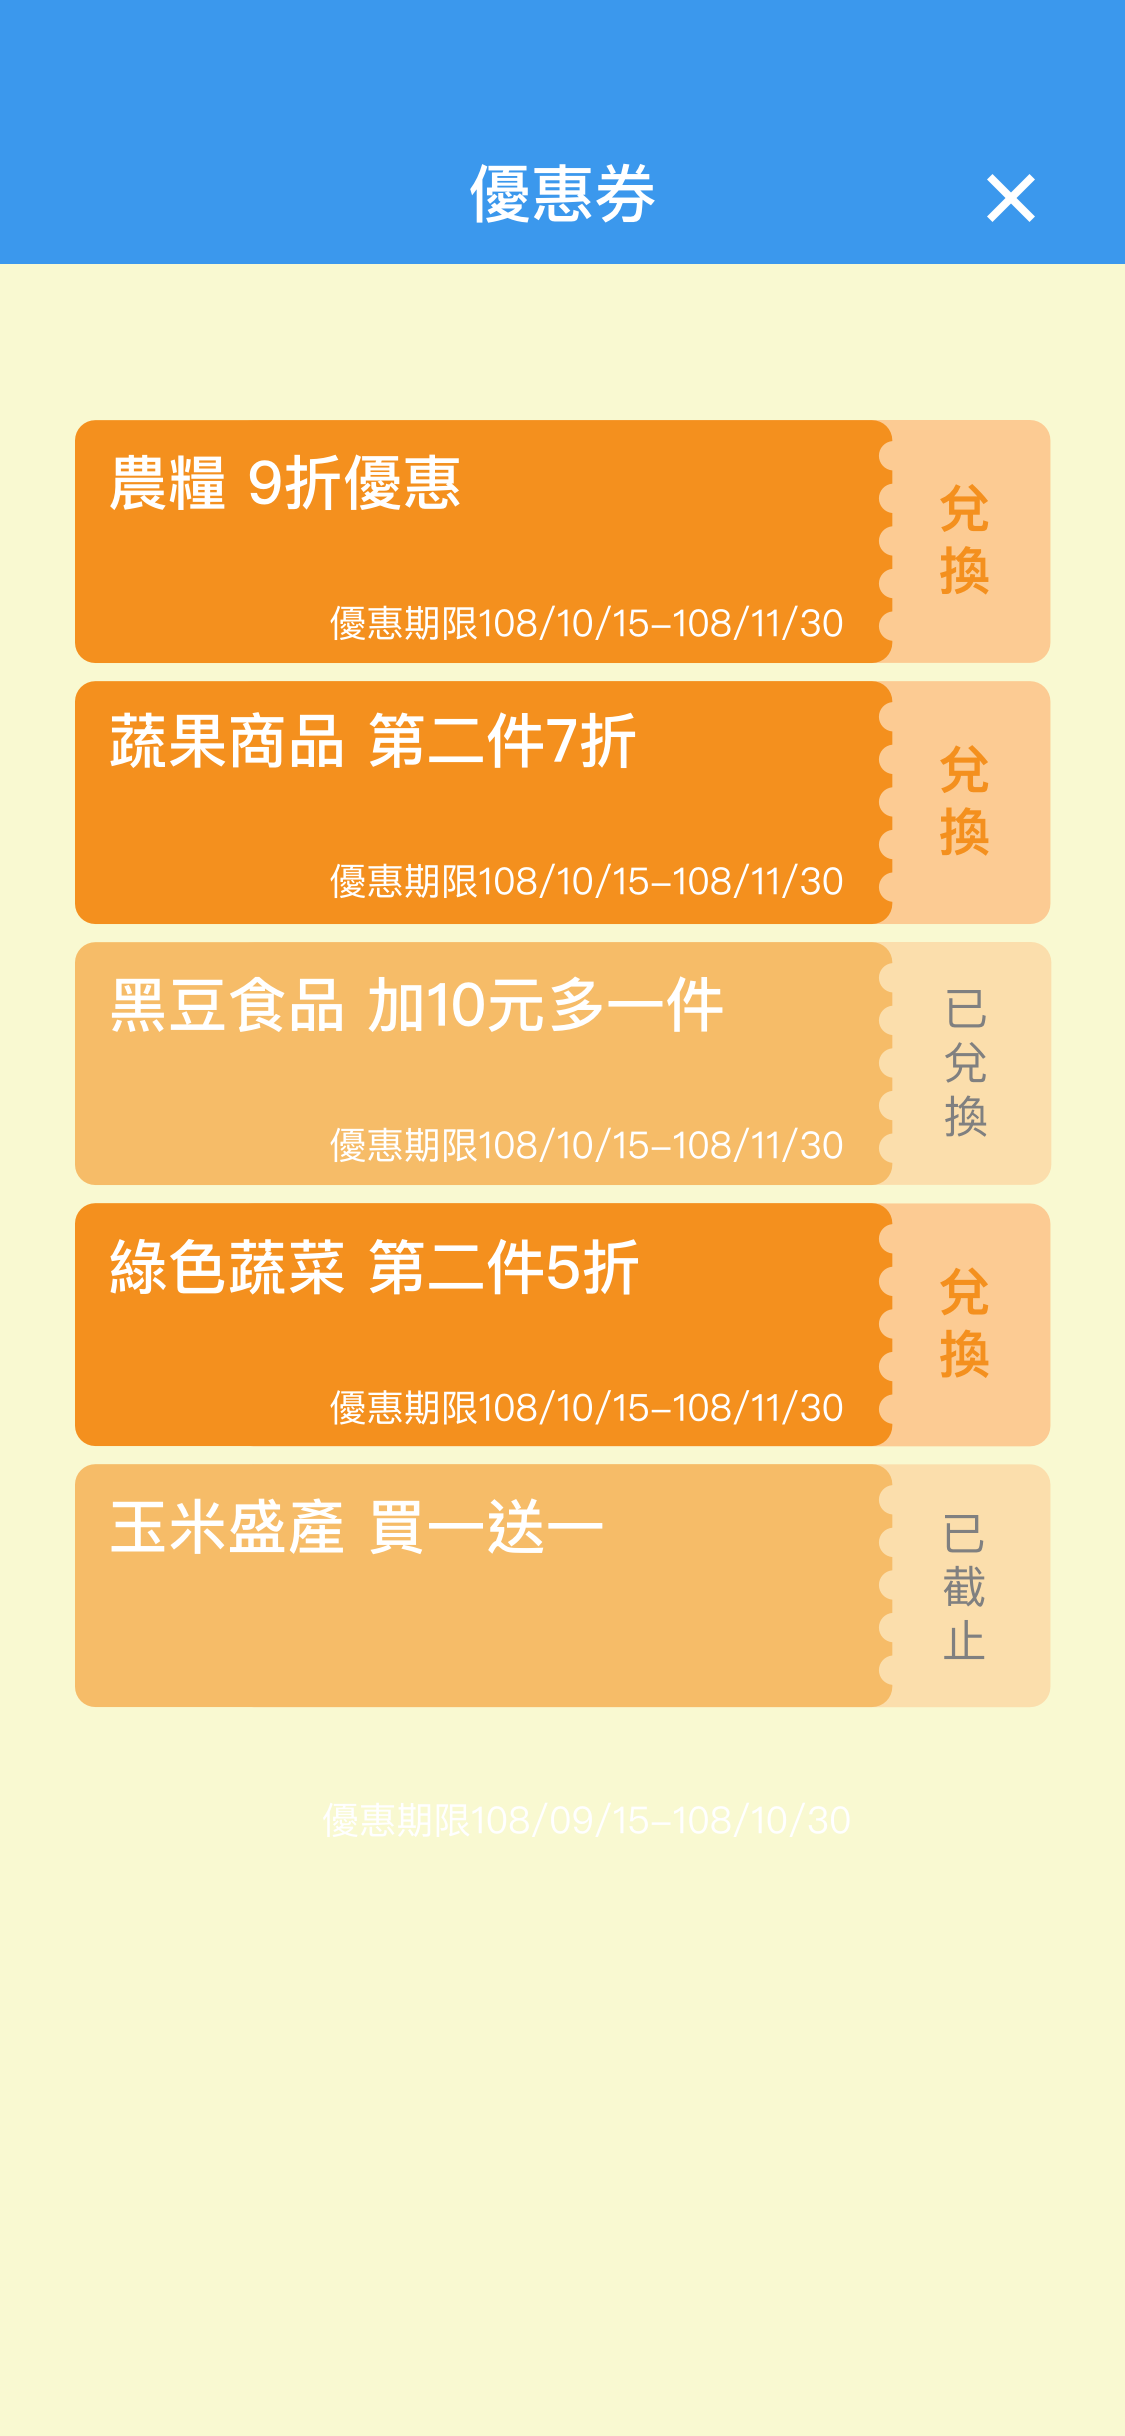 優惠券
農糧 9折優惠
兌換
優惠期限108/10/15-108/11/30
蔬果商品 第二件7折
兌換
優惠期限108/10/15-108/11/30
黑豆食品 加10元多一件
已兌換
優惠期限108/10/15-108/11/30
綠色蔬菜 第二件5折
兌換
優惠期限108/10/15-108/11/30
玉米盛產 買一送一
已截止
優惠期限108/09/15-108/10/30